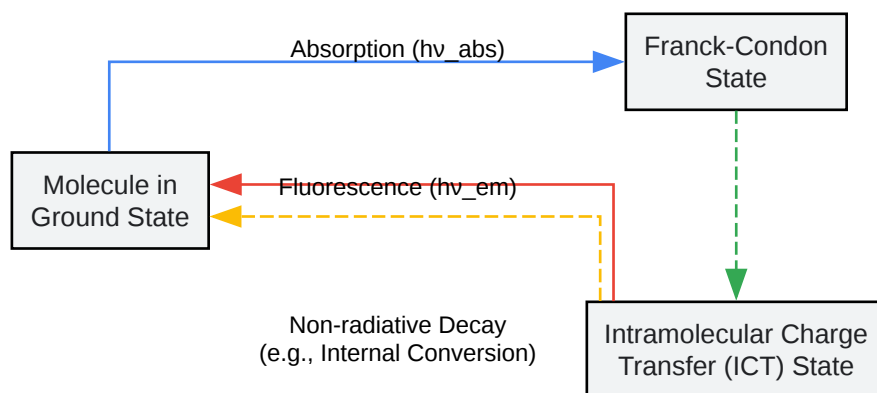 Absorption (hν_abs)
Franck-Condon
State
Molecule in
Ground State
Fluorescence (hν_em)
Non-radiative Decay
(e.g., Internal Conversion)
Intramolecular Charge
Transfer (ICT) State